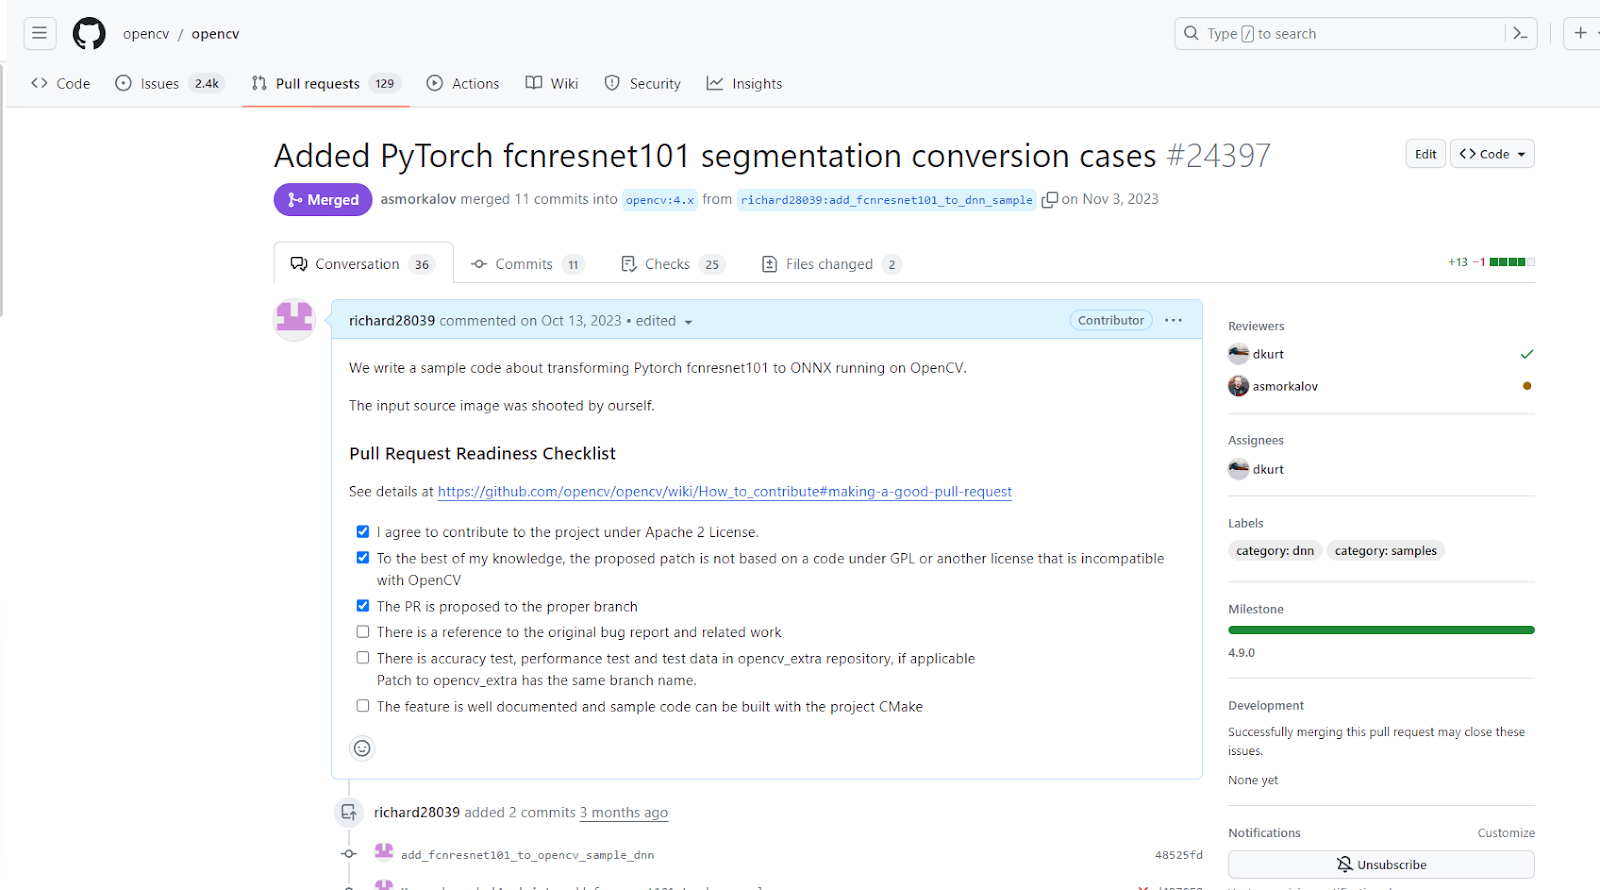 opencv / opencv
Type / to search
Code
Issues 2.4k
Pull requests 129
Actions
Wiki
Security
Insights
Added PyTorch fcnresnet101 segmentation conversion cases #24397
Edit
Code
Merged
asmorkalov merged 11 commits into opencv:4.x from richard28039:add_fcnresnet101_to_dnn_sample on Nov 3, 2023
Conversation 36
Commits 11
Checks 25
Files changed 2
+13 −1
richard28039 commented on Oct 13, 2023 • edited
Contributor
We write a sample code about transforming Pytorch fcnresnet101 to ONNX running on OpenCV.
The input source image was shooted by ourself.
Pull Request Readiness Checklist
See details at https://github.com/opencv/opencv/wiki/How_to_contribute#making-a-good-pull-request
I agree to contribute to the project under Apache 2 License.
To the best of my knowledge, the proposed patch is not based on a code under GPL or another license that is incompatible
with OpenCV
The PR is proposed to the proper branch
There is a reference to the original bug report and related work
There is accuracy test, performance test and test data in opencv_extra repository, if applicable
Patch to opencv_extra has the same branch name.
The feature is well documented and sample code can be built with the project CMake
richard28039 added 2 commits 3 months ago
add_fcnresnet101_to_opencv_sample_dnn
48525fd
Reviewers
dkurt
asmorkalov
Assignees
dkurt
Labels
category: dnn
category: samples
Milestone
4.9.0
Development
Successfully merging this pull request may close these
issues.
None yet
Notifications
Customize
Unsubscribe